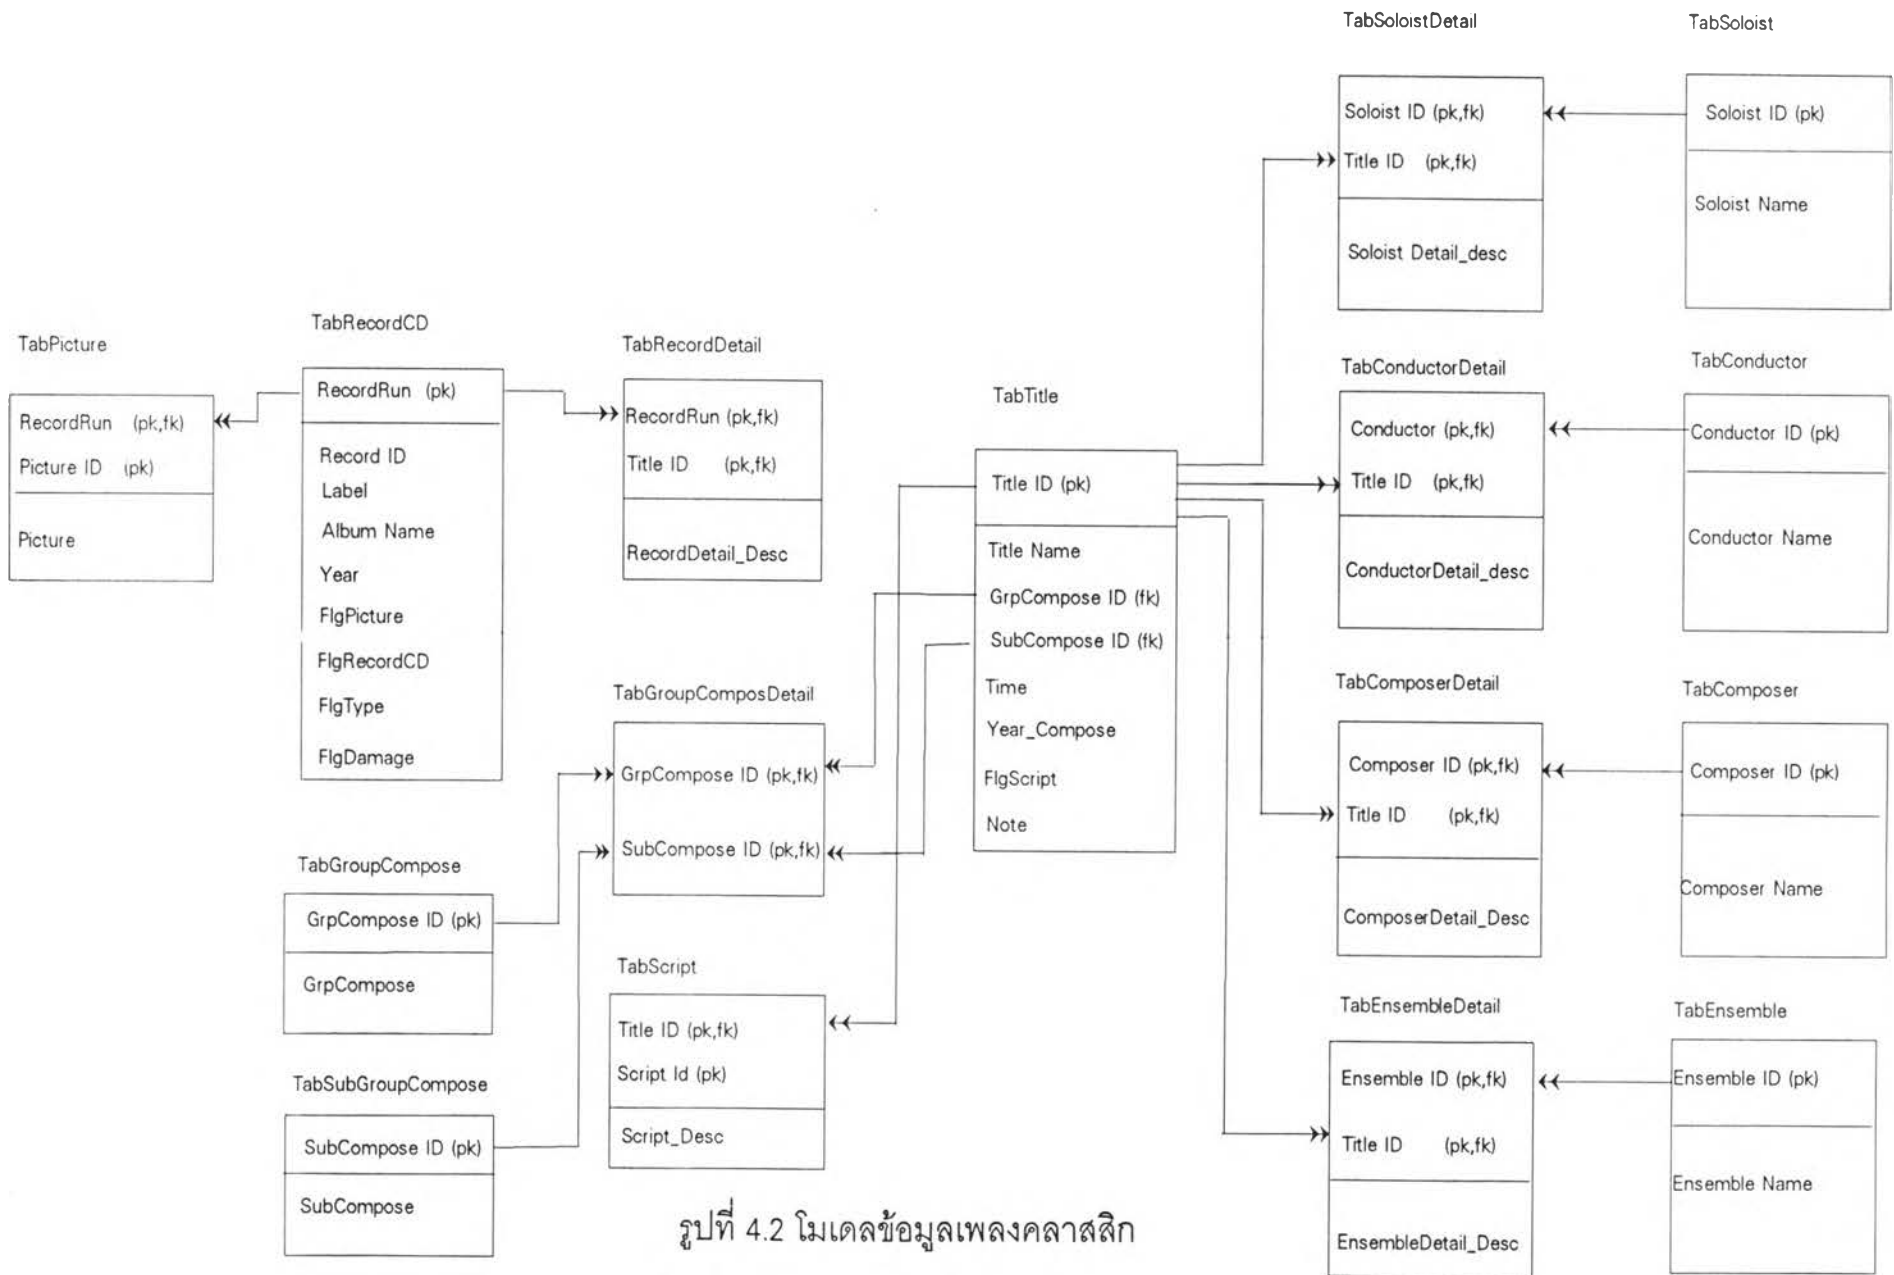 TabSoloistDetail
Soloist ID (pk,fk)
Title ID (pk,fk)
Soloist Detail_desc
TabSoloist
Soloist ID (pk)
Soloist Name
TabPicture
RecordRun (pk,fk)
Picture ID (pk)
Picture
TabRecordCD
RecordRun (pk)
Record ID
Label
Album Name
Year
FlgPicture
FlgRecordCD
FlgType
FlgDamage
TabRecordDetail
RecordRun (pk,fk)
Title ID (pk,fk)
RecordDetail_Desc
TabTitle
Title ID (pk)
Title Name
GrpCompose ID (fk)
SubCompose ID (fk)
Time
Year_Compose
FlgScript
Note
TabConductorDetail
Conductor (pk,fk)
Title ID (pk,fk)
ConductorDetail_desc
TabConductor
Conductor ID (pk)
Conductor Name
TabGroupComposDetail
GrpCompose ID (pk,fk)
SubCompose ID (pk,fk)
TabComposerDetail
Composer ID (pk,fk)
Title ID (pk,fk)
ComposerDetail_Desc
TabComposer
Composer ID (pk)
Composer Name
TabGroupCompose
GrpCompose ID (pk)
GrpCompose
TabScript
Title ID (pk,fk)
Script Id (pk)
Script_Desc
TabSubGroupCompose
SubCompose ID (pk)
SubCompose
TabEnsembleDetail
Ensemble ID (pk,fk)
Title ID (pk,fk)
EnsembleDetail_Desc
TabEnsemble
Ensemble ID (pk)
Ensemble Name
รูปที่ 4.2 โมเดลข้อมูลเพลงคลาสสิก